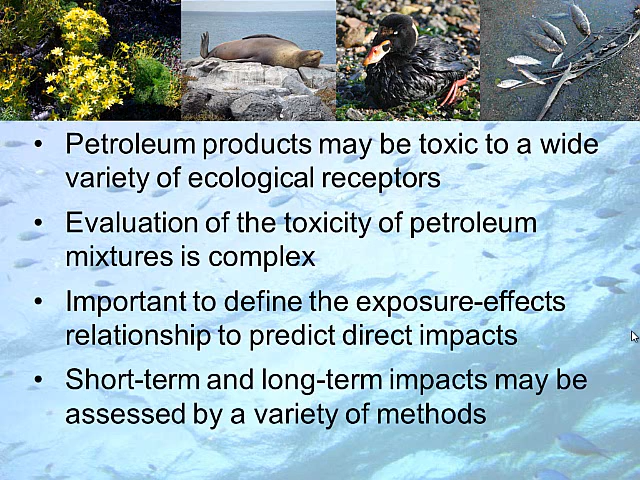 • Petroleum products may be toxic to a wide
variety of ecological receptors
• Evaluation of the toxicity of petroleum
mixtures is complex
• Important to define the exposure-effects
relationship to predict direct impacts
• Short-term and long-term impacts may be
assessed by a variety of methods